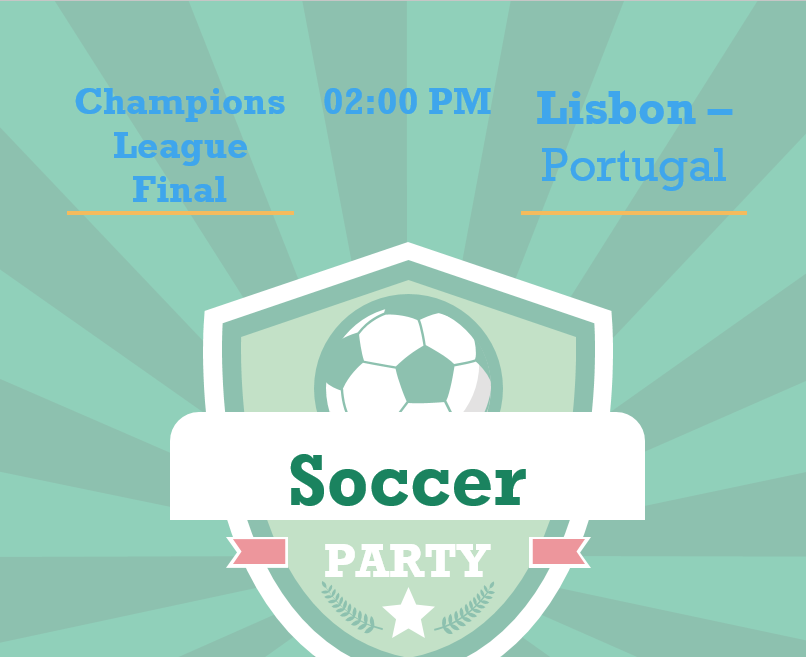 Champions
League
Final
02:00 PM
Lisbon –
Portugal
Soccer
PARTY